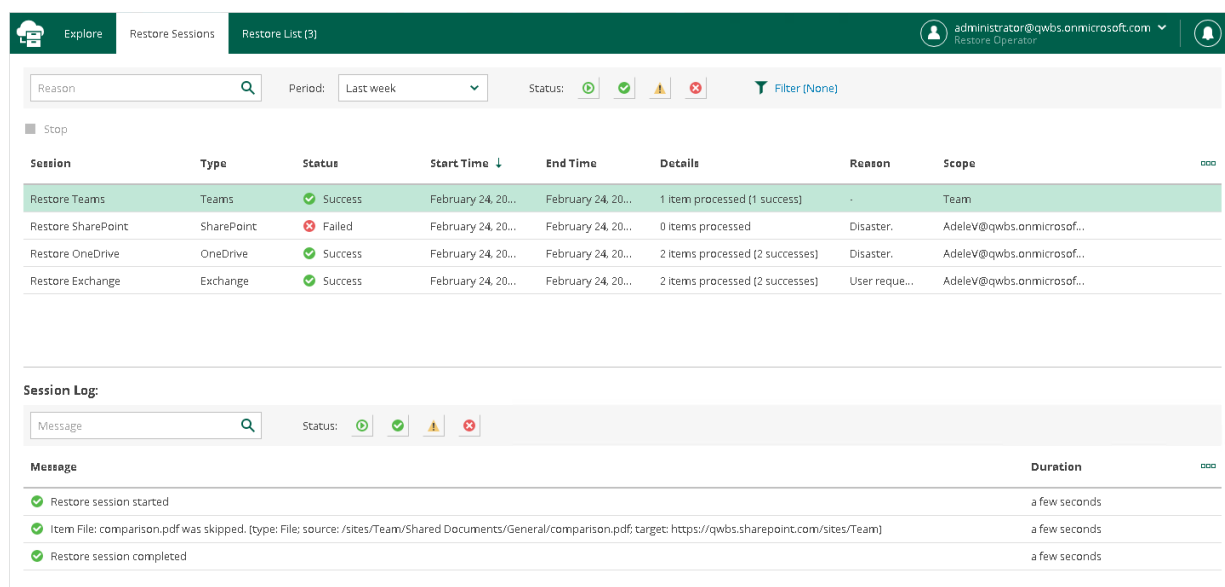 Explore Restore Sessions Restore List (3) administrator@qwbs.onmicrosoft.com
Restore Operator
Reason Period: Last week Status: Filter (None)
Stop
Session Type Status Start Time ↓ End Time Details Reason Scope
Restore Teams Teams Success February 24, 20... February 24, 20... 1 item processed (1 success) - Team
Restore SharePoint SharePoint Failed February 24, 20... February 24, 20... 0 items processed Disaster. AdeleV@qwbs.onmicrosof...
Restore OneDrive OneDrive Success February 24, 20... February 24, 20... 2 items processed (2 successes) Disaster. AdeleV@qwbs.onmicrosof...
Restore Exchange Exchange Success February 24, 20... February 24, 20... 2 items processed (2 successes) User reque... AdeleV@qwbs.onmicrosof...
Session Log:
Message Status:
Message Duration
Restore session started a few seconds
Item File: comparison.pdf was skipped. [type: File; source: /sites/Team/Shared Documents/General/comparison.pdf; target: https://qwbs.sharepoint.com/sites/Team] a few seconds
Restore session completed a few seconds